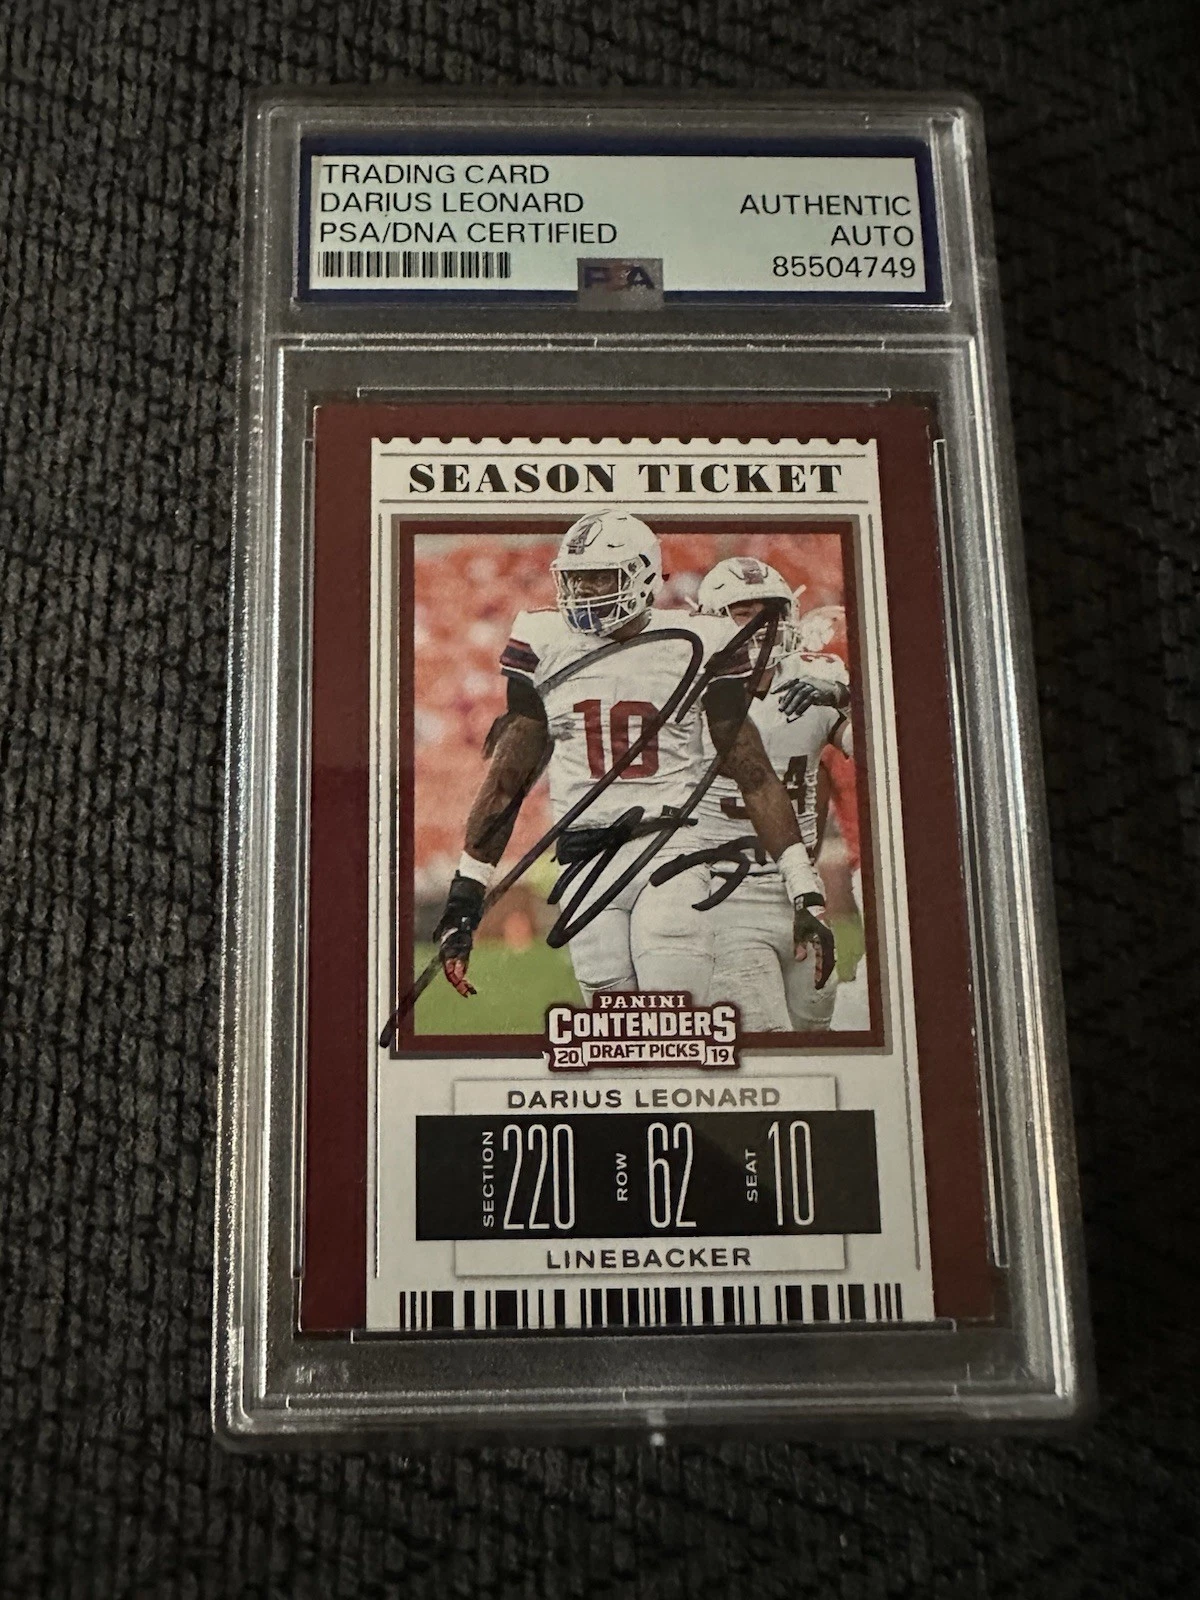 TRADING CARD
DARIUS LEONARD
PSA/DNA CERTIFIED
AUTHENTIC
AUTO
85504749
PSA
SEASON TICKET
10
34
PANINI
CONTENDERS
20 DRAFT PICKS 19
DARIUS LEONARD
SECTION 220 ROW 62 SEAT 10
LINEBACKER